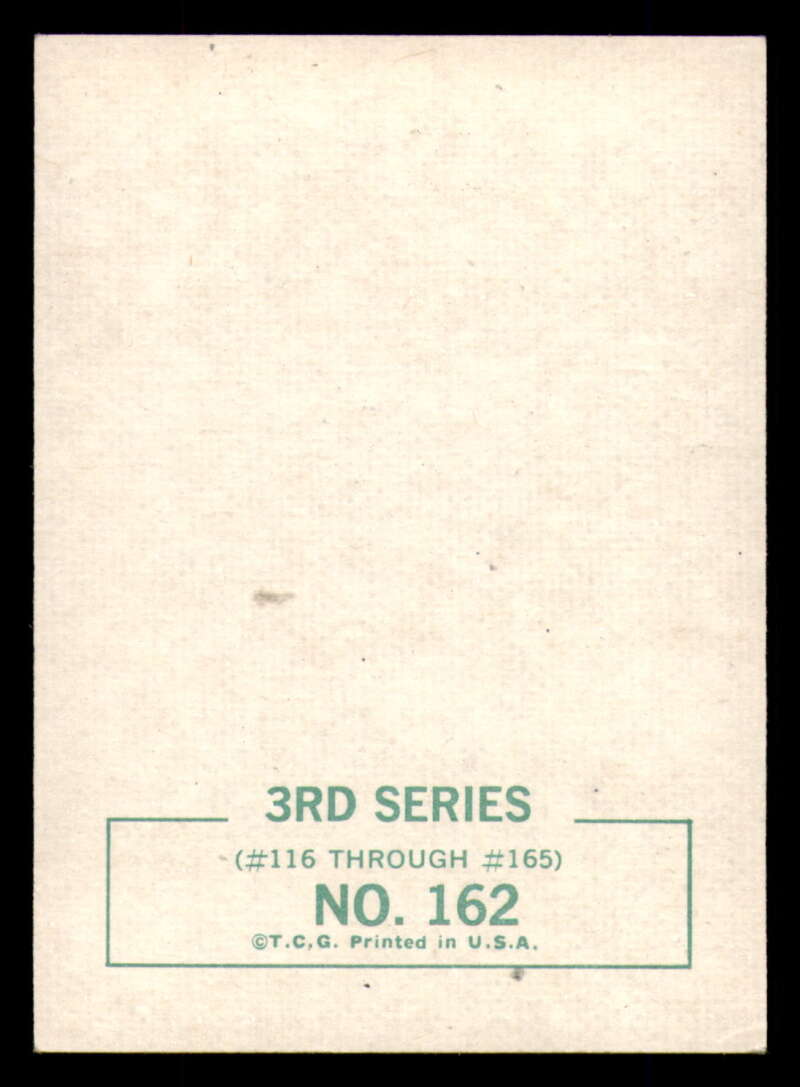 3RD SERIES
(#116 THROUGH #165)
NO. 162
©T.C.G. Printed in U.S.A.